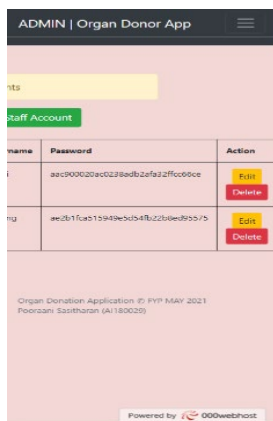 ADMIN | Organ Donor App
nts
Staff Account
name Password Action
i aac900020ac0238adb2afa32ffcc66ce Edit
Delete
ng ae2b1fca515949e5d54fb22b8ed95575 Edit
Delete
Organ Donation Application © FYP MAY 2021
Pooraani Sasitharan (AI180029)
Powered by 000webhost